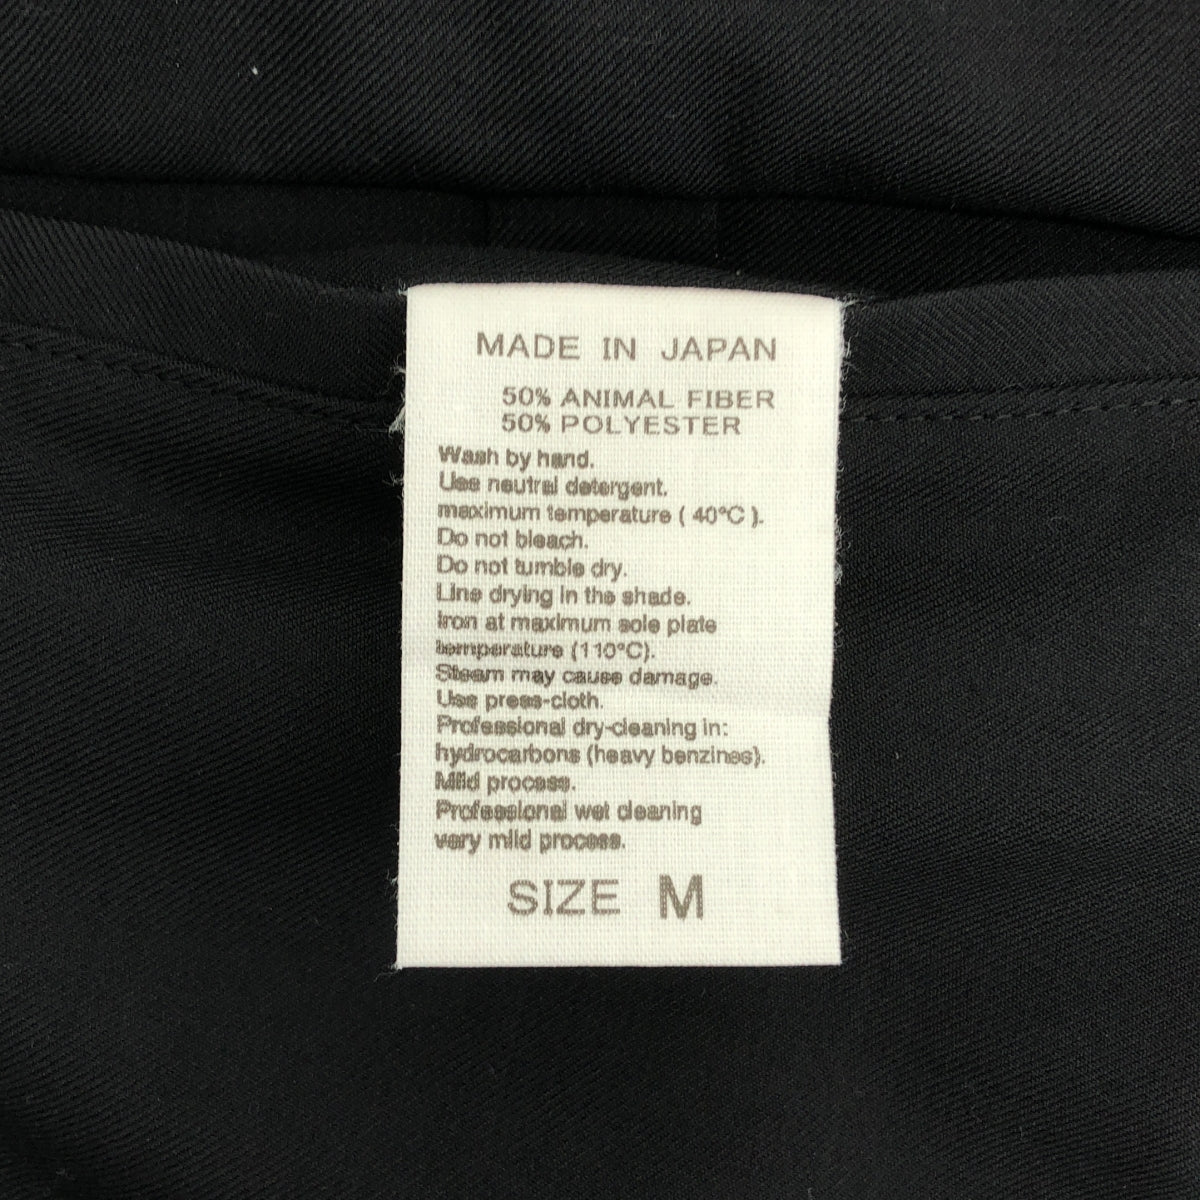 MADE IN JAPAN
50% ANIMAL FIBER
50% POLYESTER
Wash by hand.
Use neutral detergent.
maximum temperature ( 40°C ).
Do not bleach.
Do not tumble dry.
Line drying in the shade.
Iron at maximum sole plate
temperature (110°C).
Steam may cause damage.
Use press-cloth.
Professional dry-cleaning in:
hydrocarbons (heavy benzines).
Mild process.
Professional wet cleaning
very mild process.
SIZE M